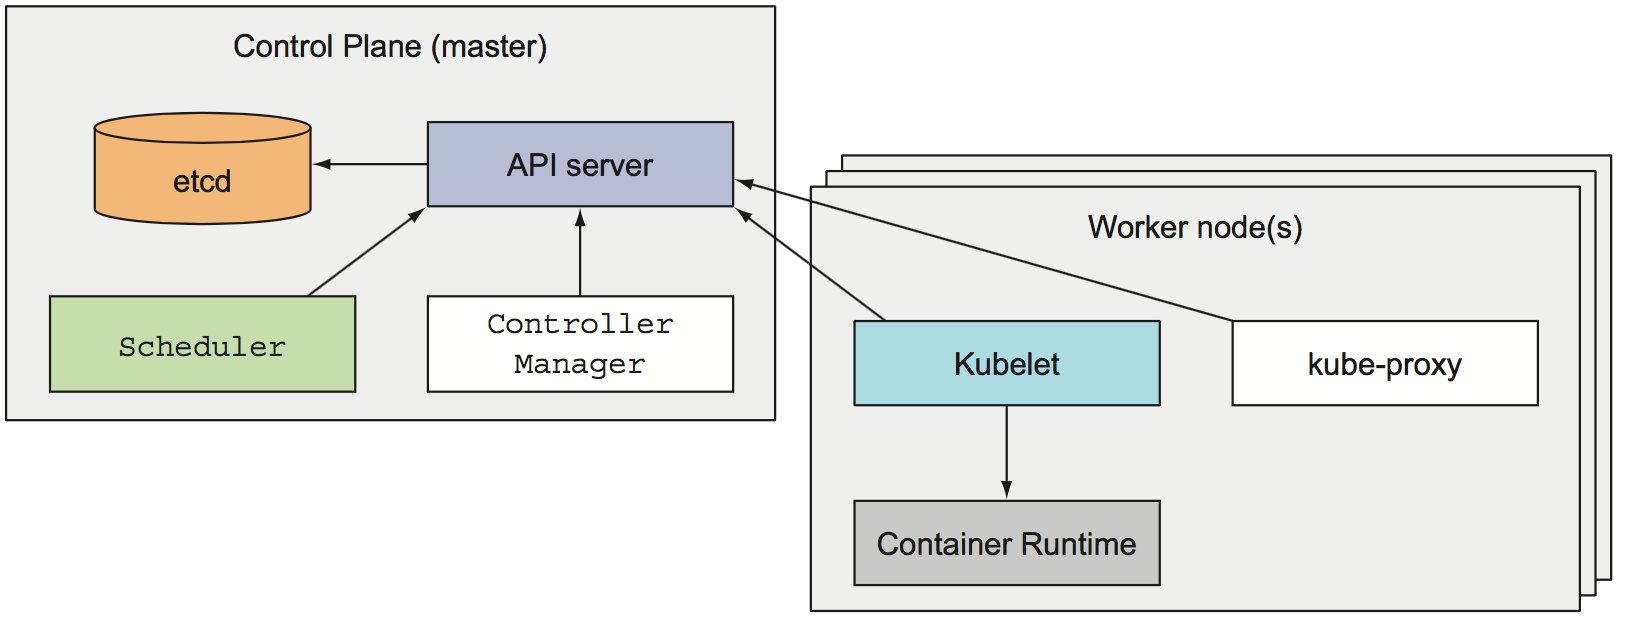 Control Plane (master)
etcd
API server
Scheduler
Controller
Manager
Worker node(s)
Kubelet
kube-proxy
Container Runtime